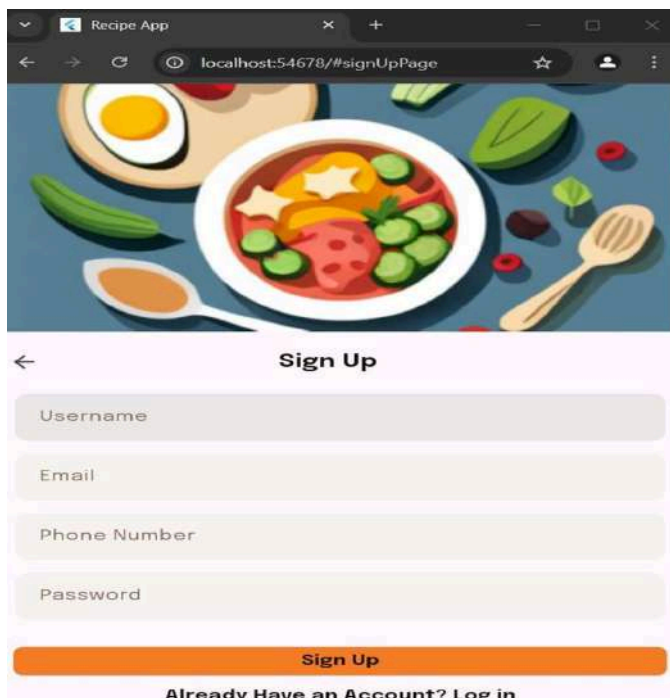 Recipe App
localhost:54678/#signUpPage
Sign Up
Username
Email
Phone Number
Password
Sign Up
Already Have an Account? Log in